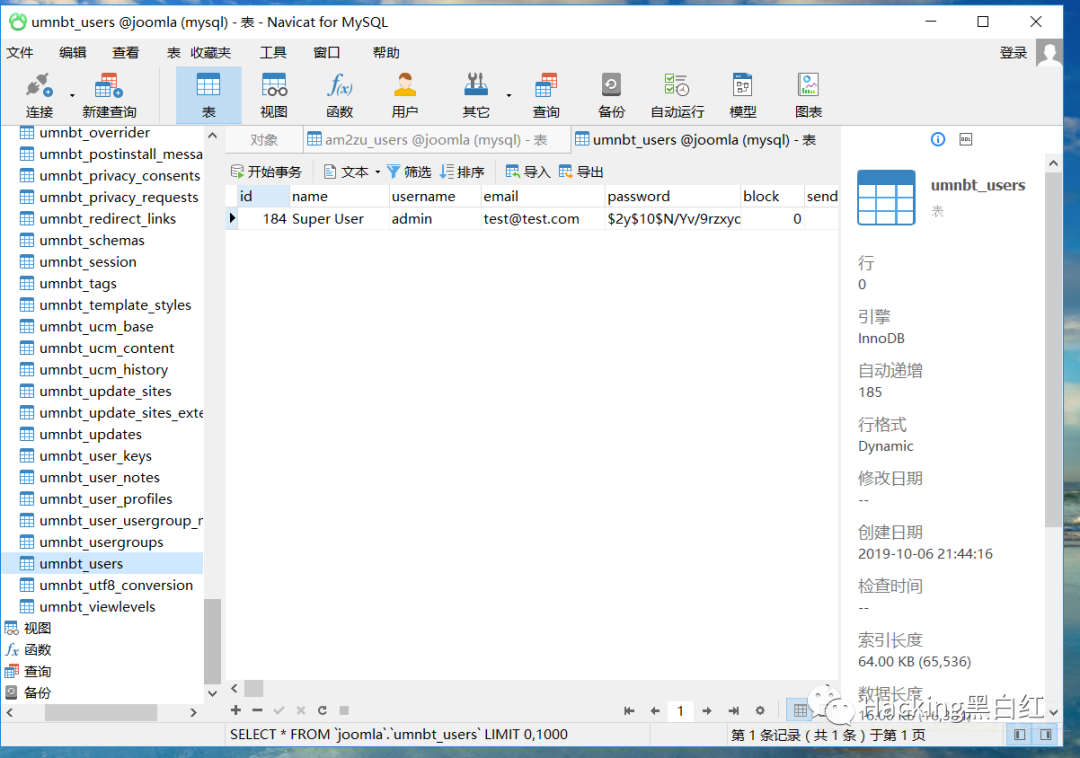 umnbt_users @joomla (mysql) - 表 - Navicat for MySQL
文件 编辑 查看 表 收藏夹 工具 窗口 帮助 登录
连接 新建查询 表 视图 函数 用户 其它 查询 备份 自动运行 模型 图表
对象 am2zu_users @joomla (mysql) - 表 umnbt_users @joomla (mysql) - 表
开始事务 文本 筛选 排序 导入 导出
id name username email password block send
184 Super User admin test@test.com $2y$10$N/Yv/9rzxyc 0
umnbt_overrider
umnbt_postinstall_messa
umnbt_privacy_consents
umnbt_privacy_requests
umnbt_redirect_links
umnbt_schemas
umnbt_session
umnbt_tags
umnbt_template_styles
umnbt_ucm_base
umnbt_ucm_content
umnbt_ucm_history
umnbt_update_sites
umnbt_update_sites_exte
umnbt_updates
umnbt_user_keys
umnbt_user_notes
umnbt_user_profiles
umnbt_user_usergroup_r
umnbt_usergroups
umnbt_users
umnbt_utf8_conversion
umnbt_viewlevels
视图
函数
查询
备份
umnbt_users
表
行
0
引擎
InnoDB
自动递增
185
行格式
Dynamic
修改日期
--
创建日期
2019-10-06 21:44:16
检查时间
--
索引长度
64.00 KB (65,536)
数据长度
Hacking黑白红
1
SELECT * FROM `joomla`.`umnbt_users` LIMIT 0,1000
第 1 条记录 ( 共 1 条 ) 于第 1 页